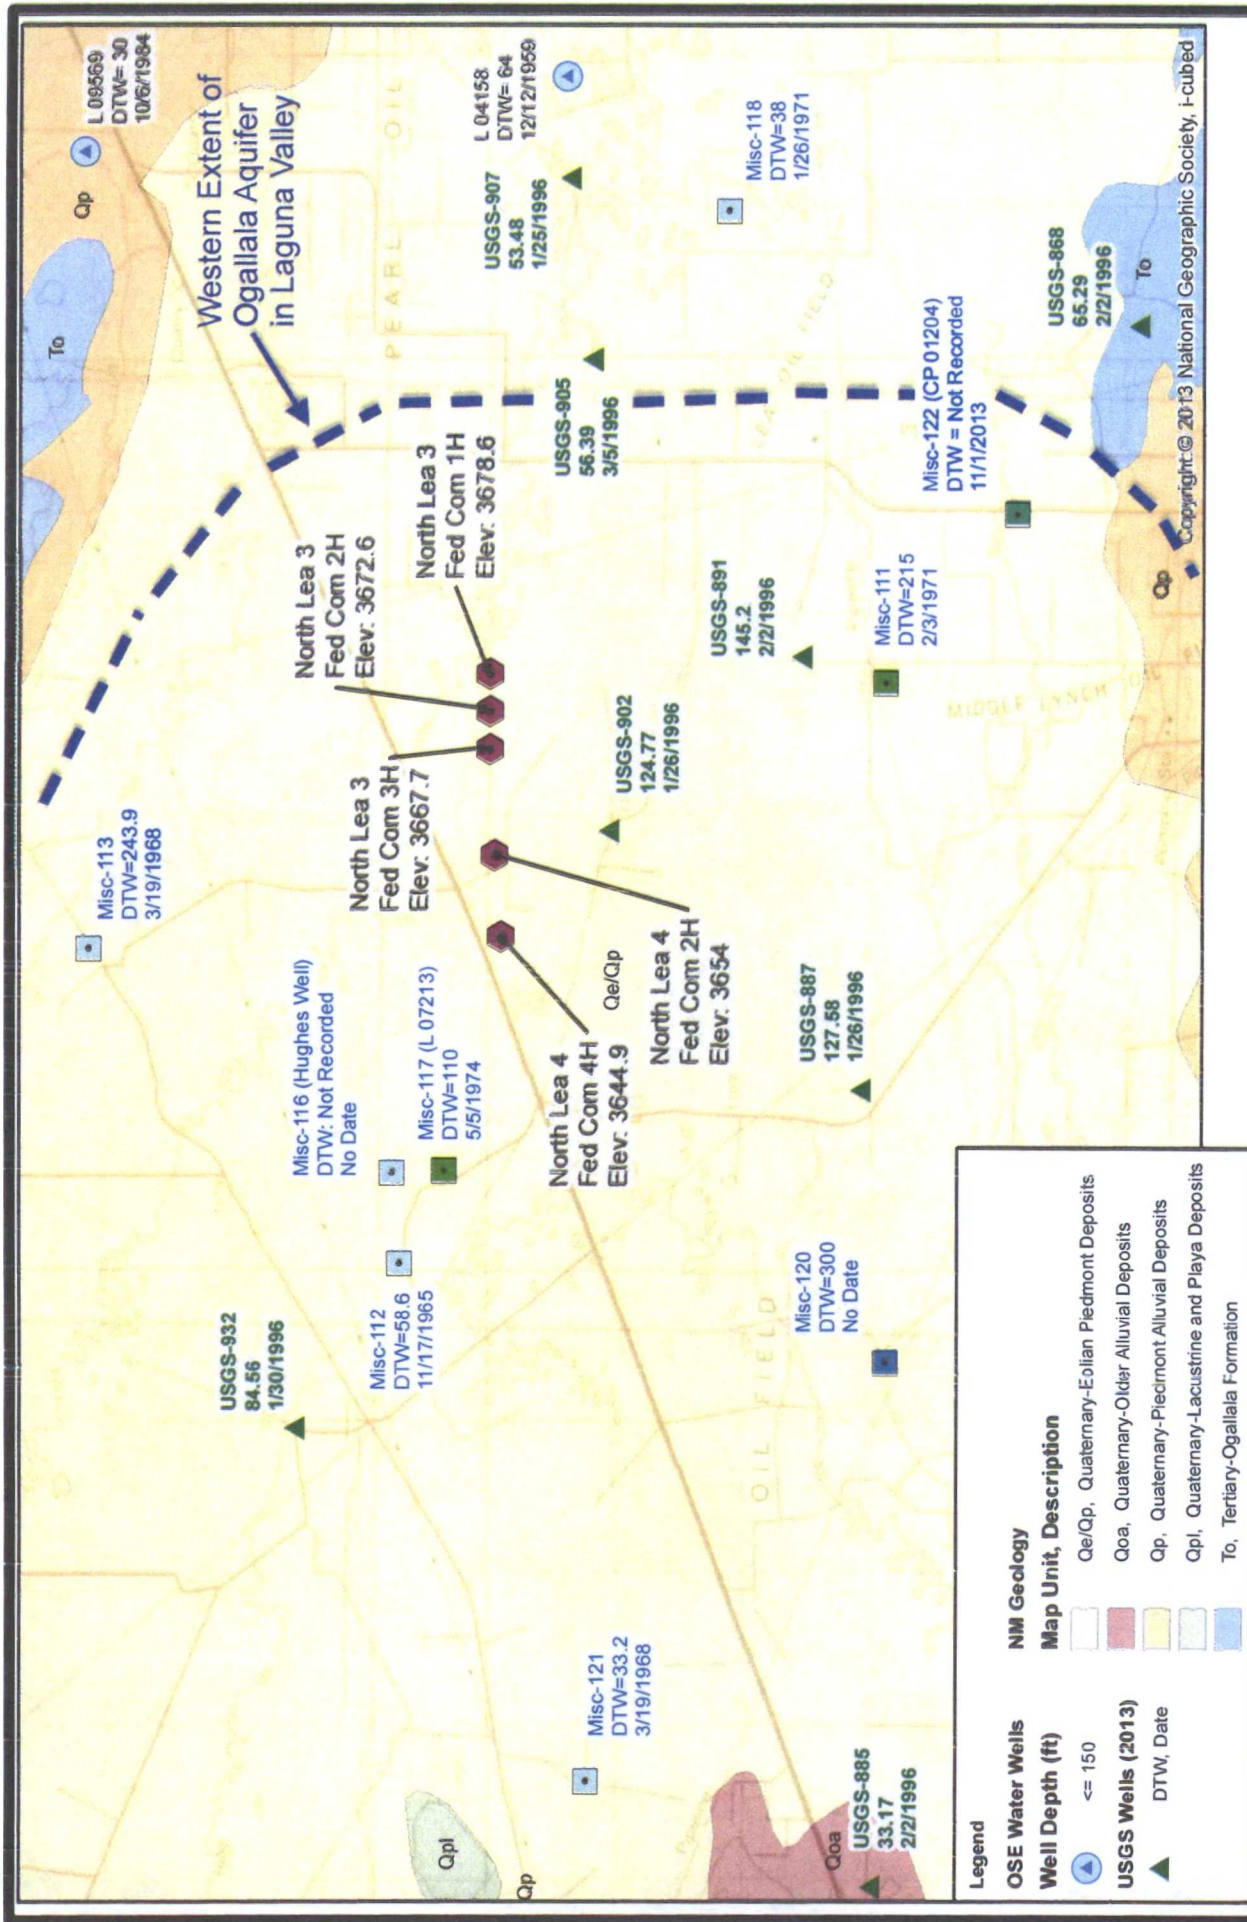 L 09569
DTW= 30
10/6/1984
Qp
To
Western Extent of
Ogallala Aquifer
in Laguna Valley
PEARL OIL
L 04158
DTW= 64
12/12/1959
USGS-907
53.48
1/25/1996
Misc-118
DTW=38
1/26/1971
USGS-868
65.29
2/2/1996
To
USGS-905
56.39
3/5/1996
OIL FIELD
Misc-122 (CP 01204)
DTW = Not Recorded
11/1/2013
Qp
Copyright:© 2013 National Geographic Society, i-cubed
North Lea 3
Fed Com 1H
Elev: 3678.6
North Lea 3
Fed Com 2H
Elev: 3672.6
North Lea 3
Fed Com 3H
Elev: 3667.7
USGS-891
145.2
2/2/1996
Misc-111
DTW=215
2/3/1971
MIDDLE LYNCH OIL
USGS-902
124.77
1/26/1996
Misc-113
DTW=243.9
3/19/1968
Qe/Qp
North Lea 4
Fed Com 2H
Elev: 3654
North Lea 4
Fed Com 4H
Elev: 3644.9
USGS-887
127.58
1/26/1996
Misc-116 (Hughes Well)
DTW: Not Recorded
No Date
Misc-117 (L 07213)
DTW=110
5/5/1974
Misc-112
DTW=58.6
11/17/1965
USGS-932
84.56
1/30/1996
Misc-120
DTW=300
No Date
OIL FIELD
Misc-121
DTW=33.2
3/19/1968
Qpl
Qp
Qoa
USGS-885
33.17
2/2/1996
Legend
OSE Water Wells
Well Depth (ft)
<= 150
USGS Wells (2013)
DTW, Date
NM Geology
Map Unit, Description
Qe/Qp, Quaternary-Eolian Piedmont Deposits
Qoa, Quaternary-Older Alluvial Deposits
Qp, Quaternary-Piedmont Alluvial Deposits
Qpl, Quaternary-Lacustrine and Playa Deposits
To, Tertiary-Ogallala Formation